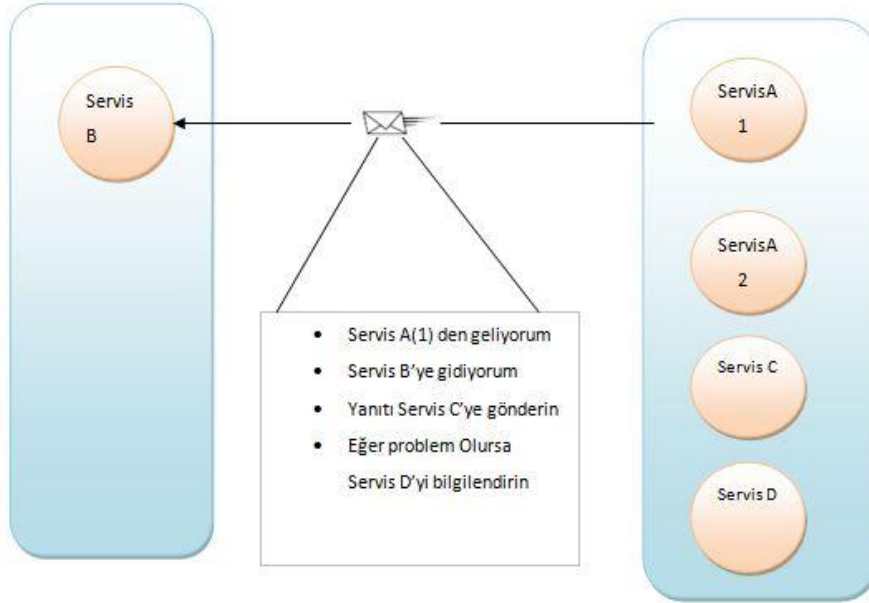 Servis
B
ServisA
1
ServisA
2
Servis C
Servis D
• Servis A(1) den geliyorum
• Servis B'ye gidiyorum
• Yanıtı Servis C'ye gönderin
• Eğer problem Olursa
Servis D'yi bilgilendirin